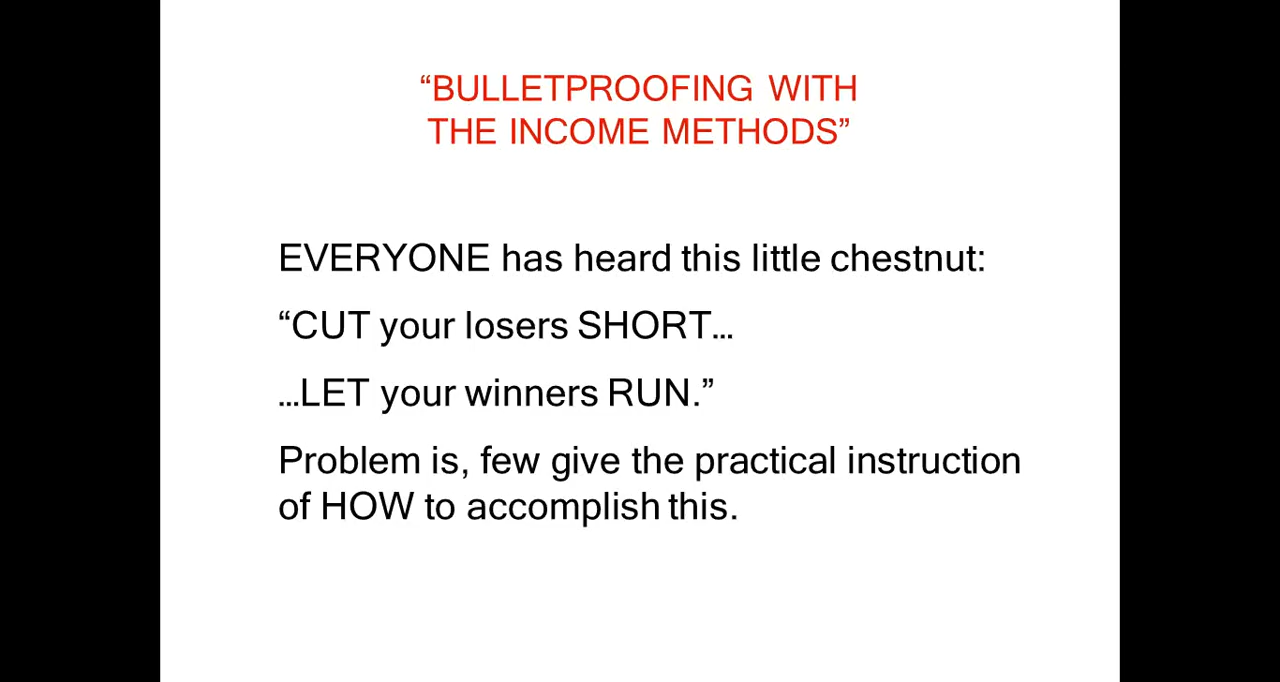 “BULLETPROOFING WITH
THE INCOME METHODS”
EVERYONE has heard this little chestnut:
“CUT your losers SHORT…
…LET your winners RUN.”
Problem is, few give the practical instruction
of HOW to accomplish this.